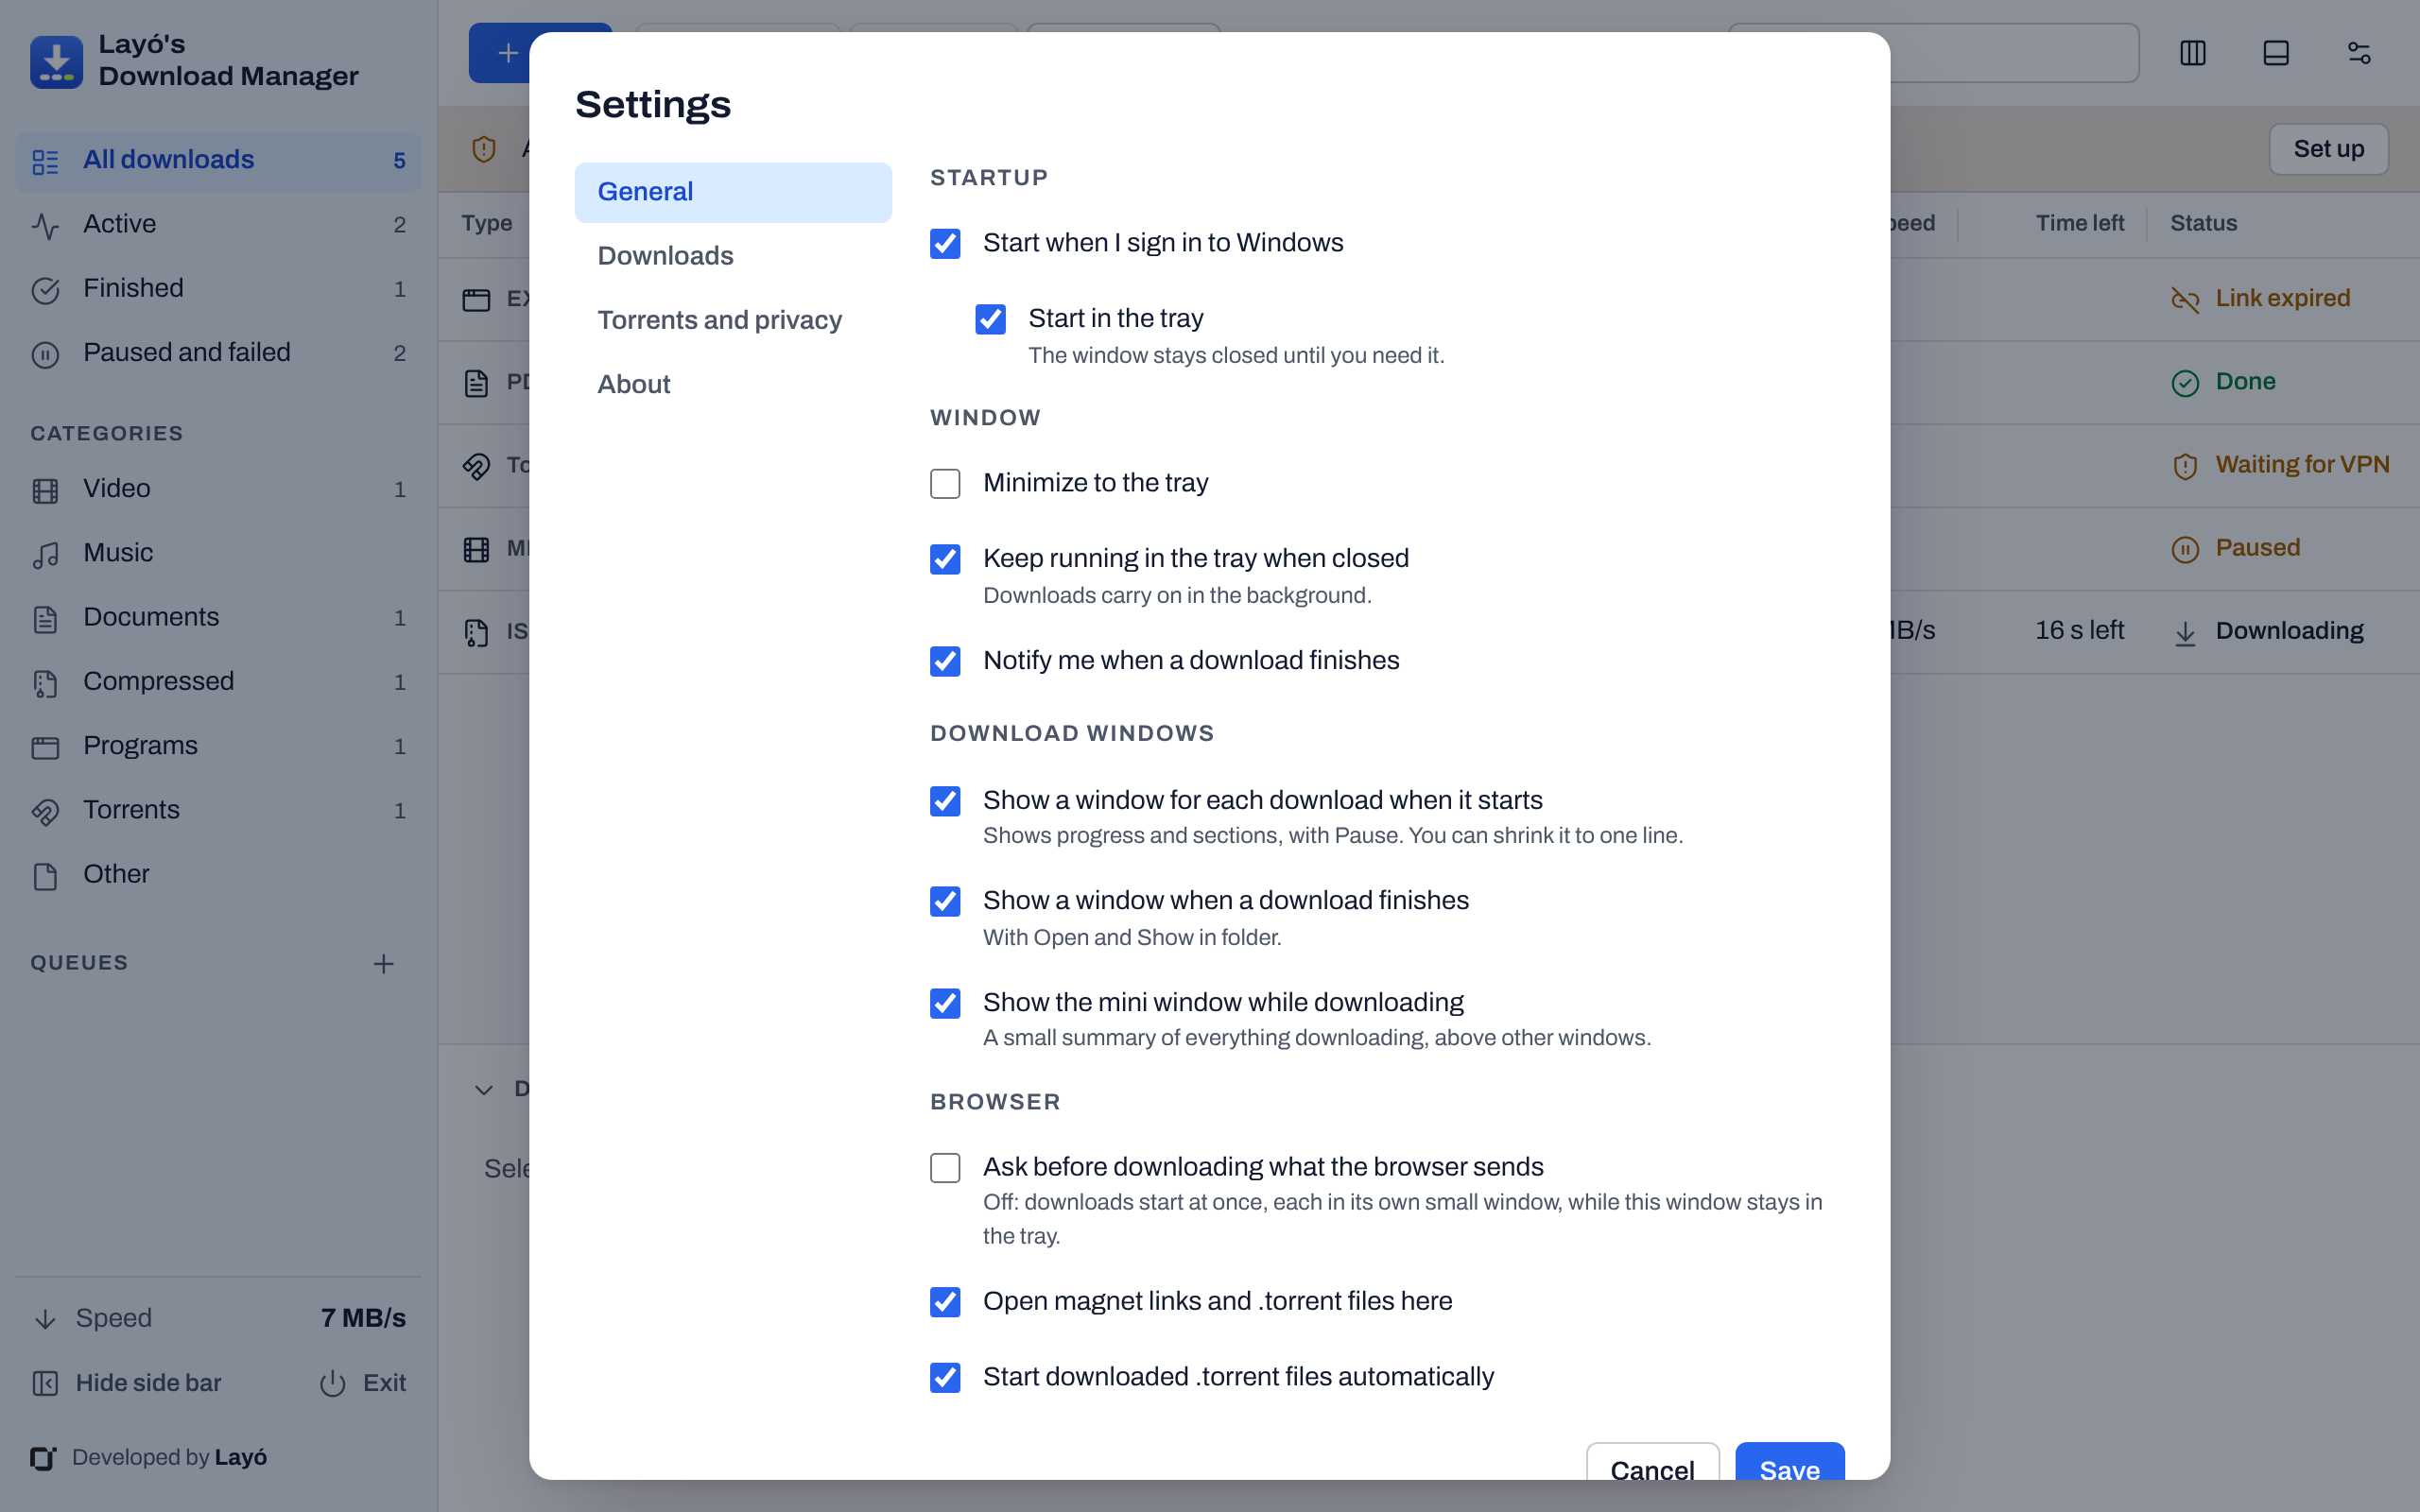 Layó's
Download Manager
All downloads 5
Active 2
Finished 1
Paused and failed 2
CATEGORIES
Video 1
Music
Documents 1
Compressed 1
Programs 1
Torrents 1
Other
QUEUES
Speed 7 MB/s
Hide side bar Exit
Developed by Layó
Set up
Type
Time left Status
Link expired
Done
Waiting for VPN
Paused
16 s left Downloading
Settings
General
Downloads
Torrents and privacy
About
STARTUP
Start when I sign in to Windows
Start in the tray
The window stays closed until you need it.
WINDOW
Minimize to the tray
Keep running in the tray when closed
Downloads carry on in the background.
Notify me when a download finishes
DOWNLOAD WINDOWS
Show a window for each download when it starts
Shows progress and sections, with Pause. You can shrink it to one line.
Show a window when a download finishes
With Open and Show in folder.
Show the mini window while downloading
A small summary of everything downloading, above other windows.
BROWSER
Ask before downloading what the browser sends
Off: downloads start at once, each in its own small window, while this window stays in
the tray.
Open magnet links and .torrent files here
Start downloaded .torrent files automatically
Cancel Save